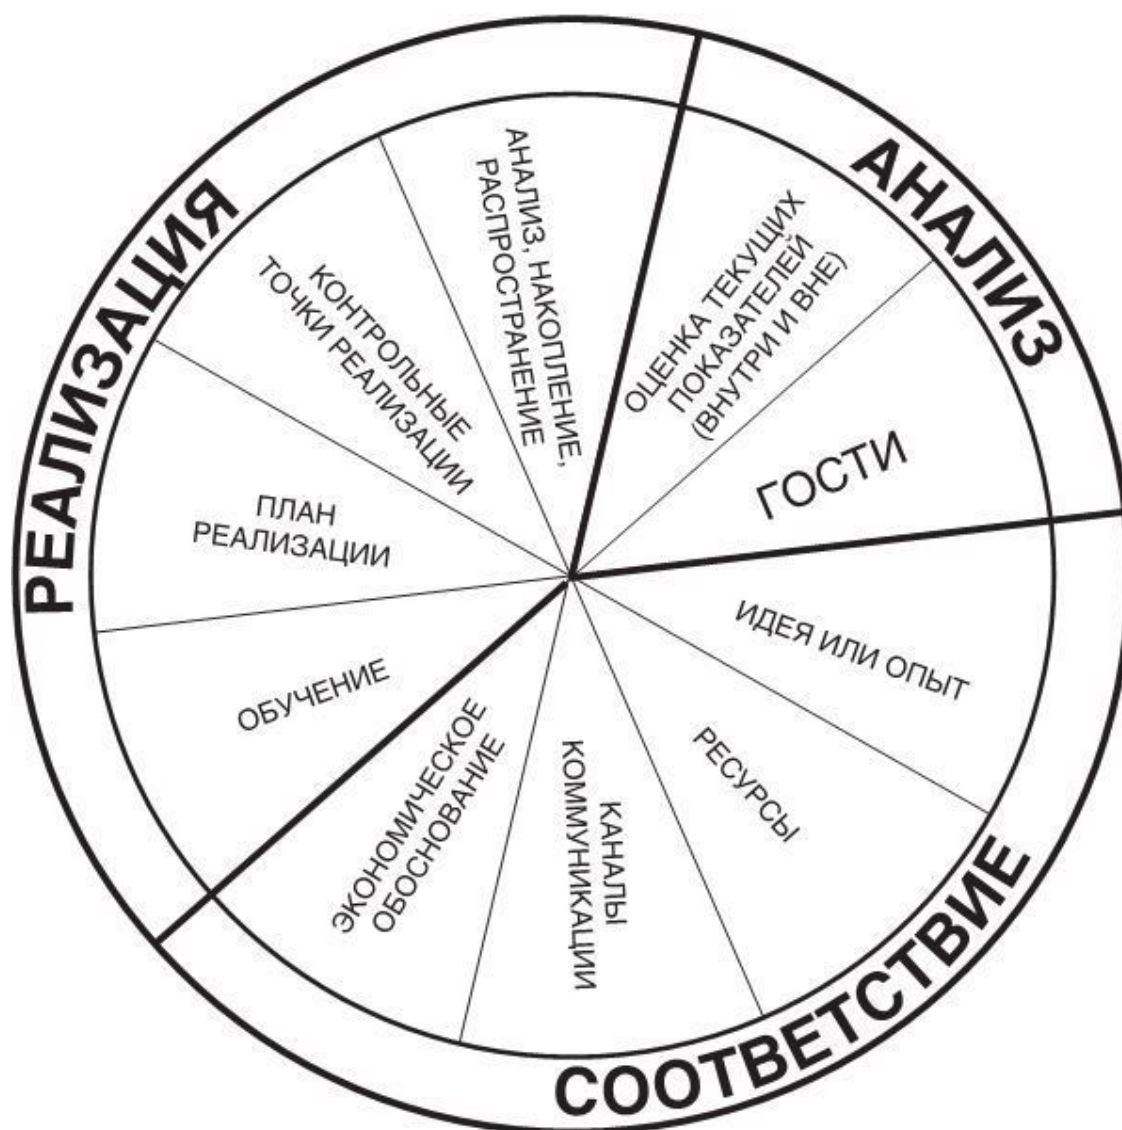 АНАЛИЗ
ОЦЕНКА ТЕКУЩИХ
ПОКАЗАТЕЛЕЙ
(ВНУТРИ И ВНЕ)
ГОСТИ
СООТВЕТСТВИЕ
ИДЕЯ ИЛИ ОПЫТ
РЕСУРСЫ
КАНАЛЫ
КОММУНИКАЦИИ
ЭКОНОМИЧЕСКОЕ
ОБОСНОВАНИЕ
РЕАЛИЗАЦИЯ
ОБУЧЕНИЕ
ПЛАН
РЕАЛИЗАЦИИ
КОНТРОЛЬНЫЕ
ТОЧКИ РЕАЛИЗАЦИИ
АНАЛИЗ, НАКОПЛЕНИЕ,
РАСПРОСТРАНЕНИЕ